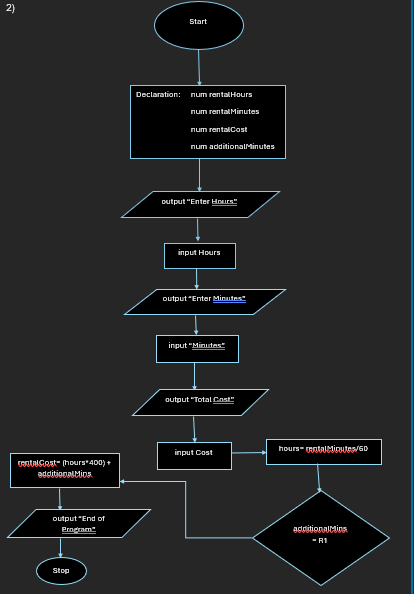 2)
Start
Declaration: num rentalHours
num rentalMinutes
num rentalCost
num additionalMinutes
output “Enter Hours”
input Hours
output “Enter Minutes”
input “Minutes”
output “Total Cost”
input Cost
hours= rentalMinutes/60
additionalMins
= R1
rentalCost= (hours*400) +
additionalMins
output “End of
Program”
Stop